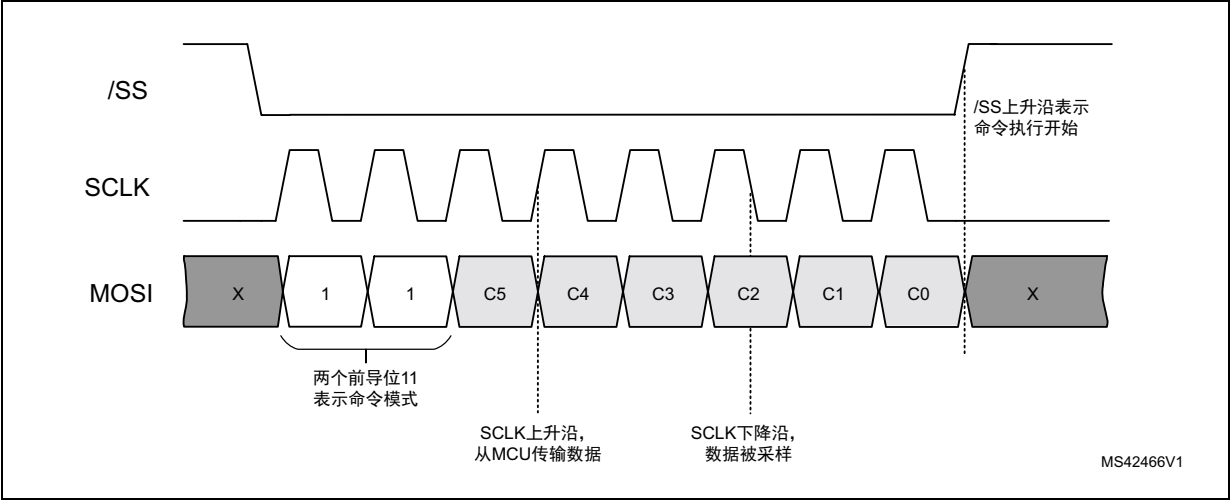 /SS
/SS上升沿表示
命令执行开始
SCLK
MOSI
X
1
1
C5
C4
C3
C2
C1
C0
X
两个前导位11
表示命令模式
SCLK上升沿，
从MCU传输数据
SCLK下降沿，
数据被采样
MS42466V1